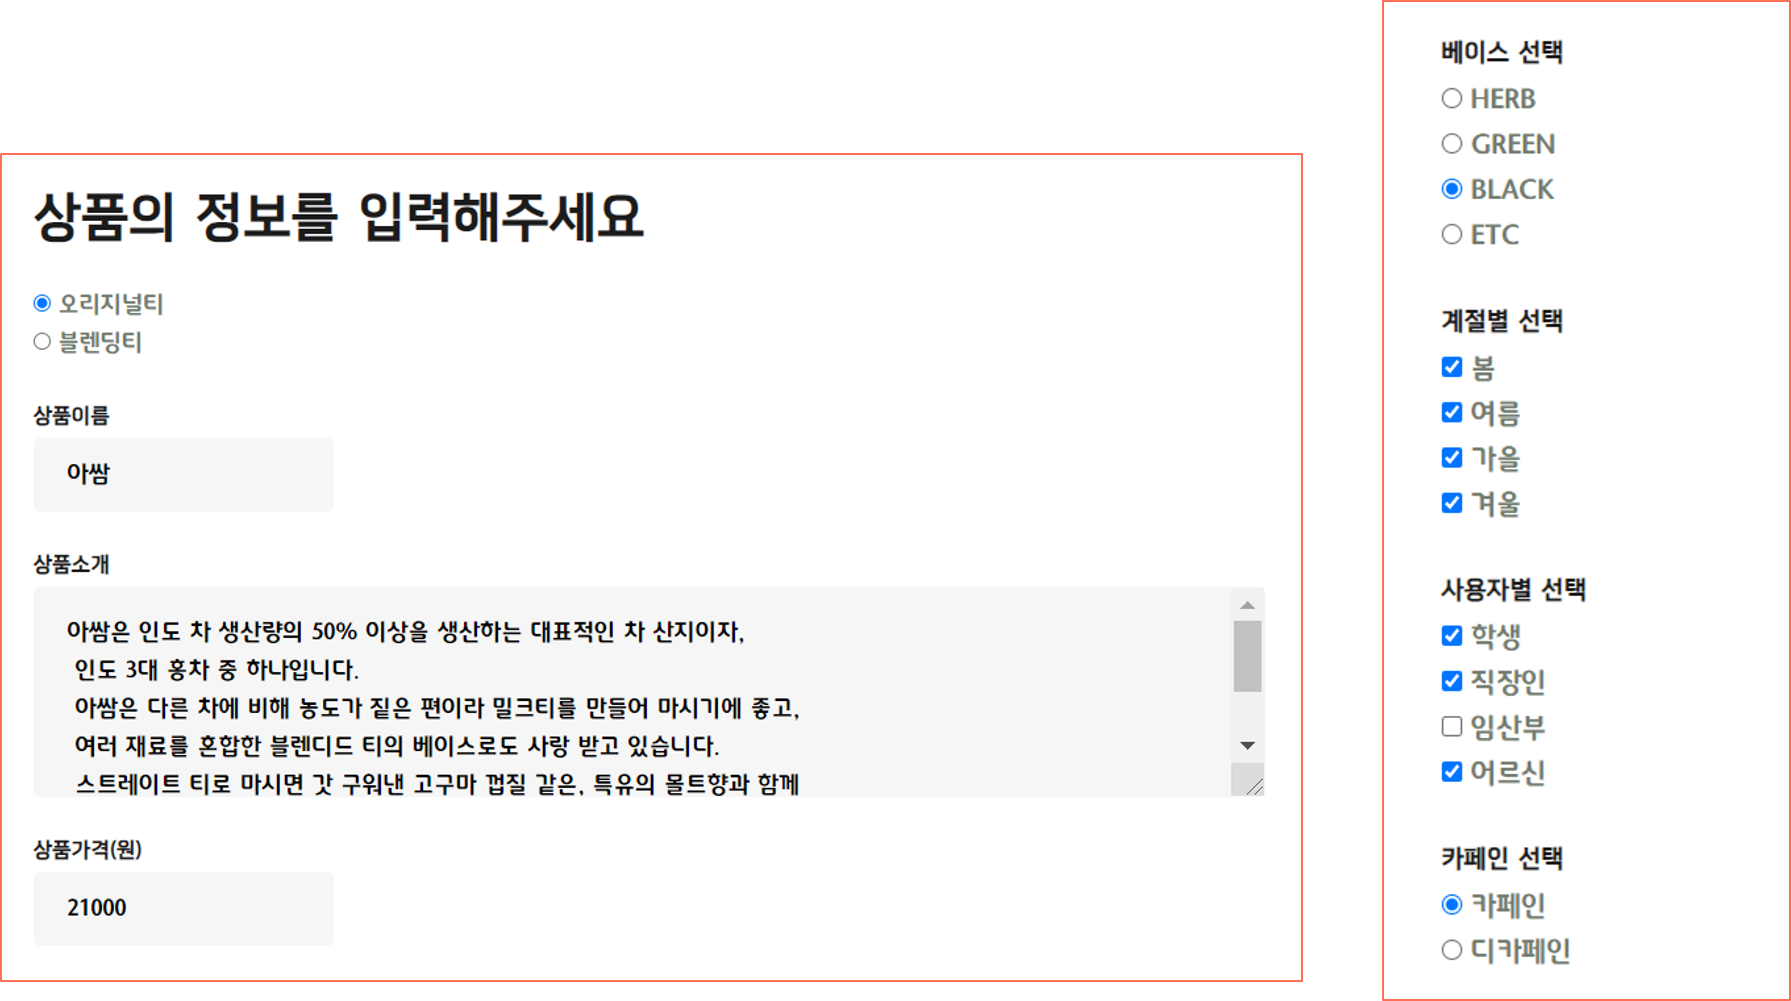 상품의 정보를 입력해주세요
오리지널티
블렌딩티
상품이름
아쌈
상품소개
아쌈은 인도 차 생산량의 50% 이상을 생산하는 대표적인 차 산지이자,
인도 3대 홍차 중 하나입니다.
아쌈은 다른 차에 비해 농도가 짙은 편이라 밀크티를 만들어 마시기에 좋고,
여러 재료를 혼합한 블렌디드 티의 베이스로도 사랑 받고 있습니다.
스트레이트 티로 마시면 갓 구워낸 고구마 껍질 같은, 특유의 몰트향과 함께
상품가격(원)
21000
베이스 선택
HERB
GREEN
BLACK
ETC
계절별 선택
봄
여름
가을
겨울
사용자별 선택
학생
직장인
임산부
어르신
카페인 선택
카페인
디카페인